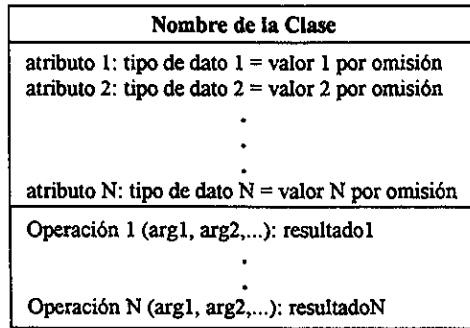 Nombre de la Clase
atributo 1: tipo de dato 1 = valor 1 por omisión
atributo 2: tipo de dato 2 = valor 2 por omisión
.
.
.
atributo N: tipo de dato N = valor N por omisión
Operación 1 (arg1, arg2,...): resultado1
.
.
Operación N (arg1, arg2,...): resultadoN